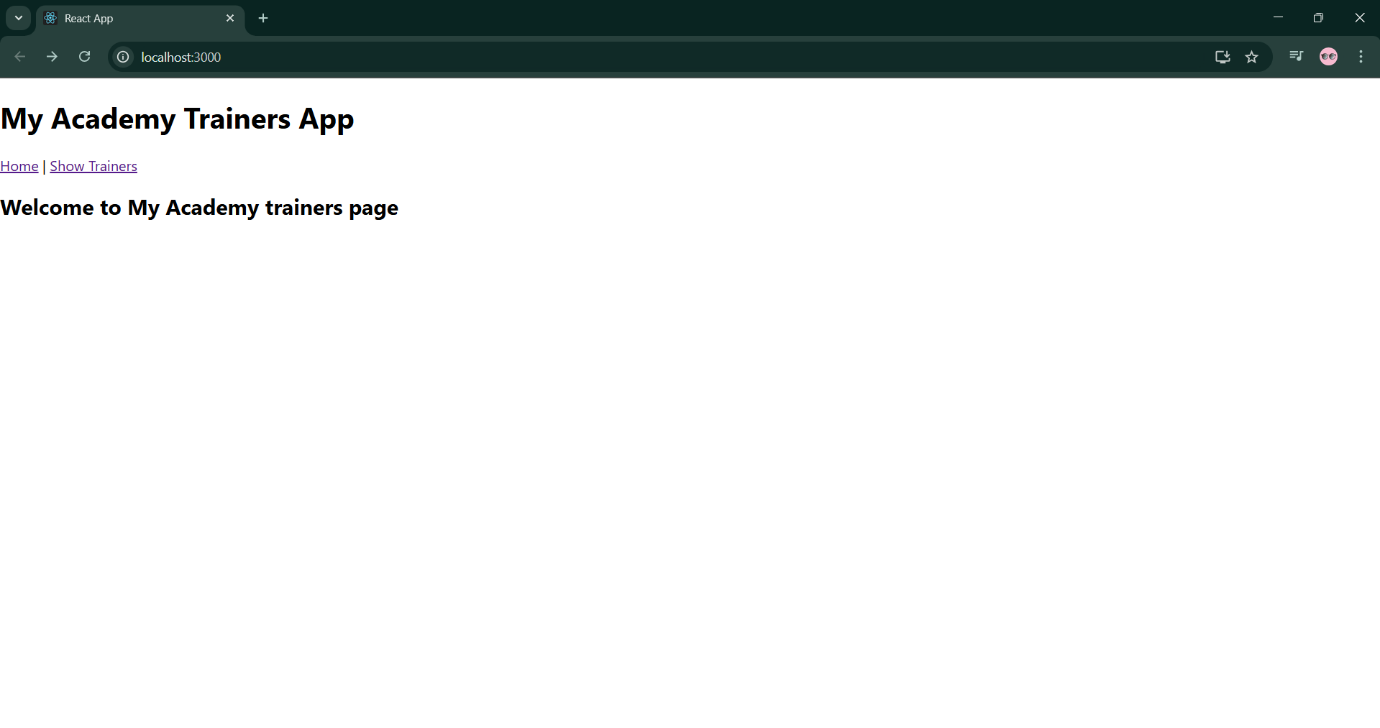 React App
localhost:3000
My Academy Trainers App
Home | Show Trainers
Welcome to My Academy trainers page